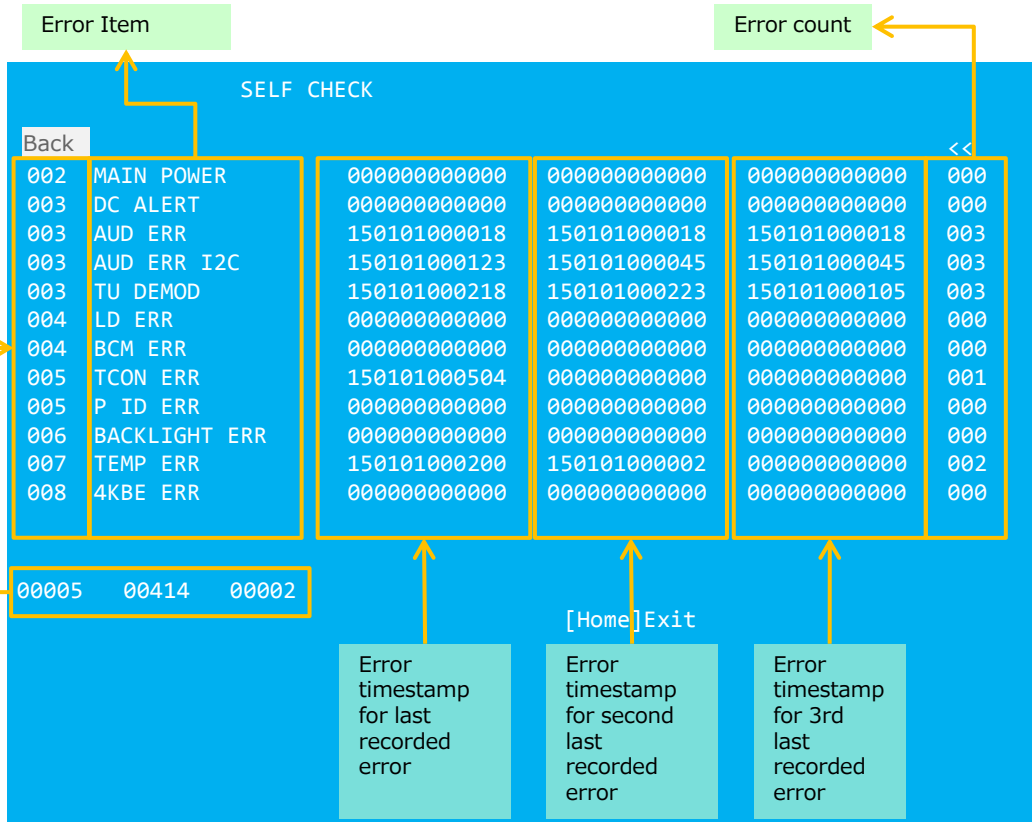 Error Item
Error count
SELF CHECK
Back
<<
002 MAIN POWER 000000000000 000000000000 000000000000 000
003 DC ALERT 000000000000 000000000000 000000000000 000
003 AUD ERR 150101000018 150101000018 150101000018 003
003 AUD ERR I2C 150101000123 150101000045 150101000045 003
003 TU DEMOD 150101000218 150101000223 150101000105 003
004 LD ERR 000000000000 000000000000 000000000000 000
004 BCM ERR 000000000000 000000000000 000000000000 000
005 TCON ERR 150101000504 000000000000 000000000000 001
005 P ID ERR 000000000000 000000000000 000000000000 000
006 BACKLIGHT ERR 000000000000 000000000000 000000000000 000
007 TEMP ERR 150101000200 150101000002 000000000000 002
008 4KBE ERR 000000000000 000000000000 000000000000 000
00005 00414 00002
[Home]Exit
Error
timestamp
for last
recorded
error
Error
timestamp
for second
last
recorded
error
Error
timestamp
for 3rd
last
recorded
error